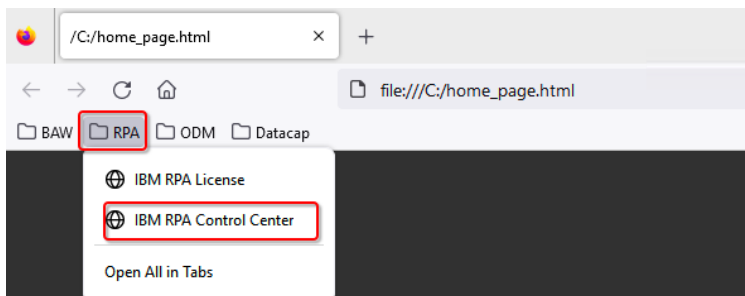 /C:/home_page.html
file:///C:/home_page.html
BAW RPA ODM Datacap
IBM RPA License
IBM RPA Control Center
Open All in Tabs